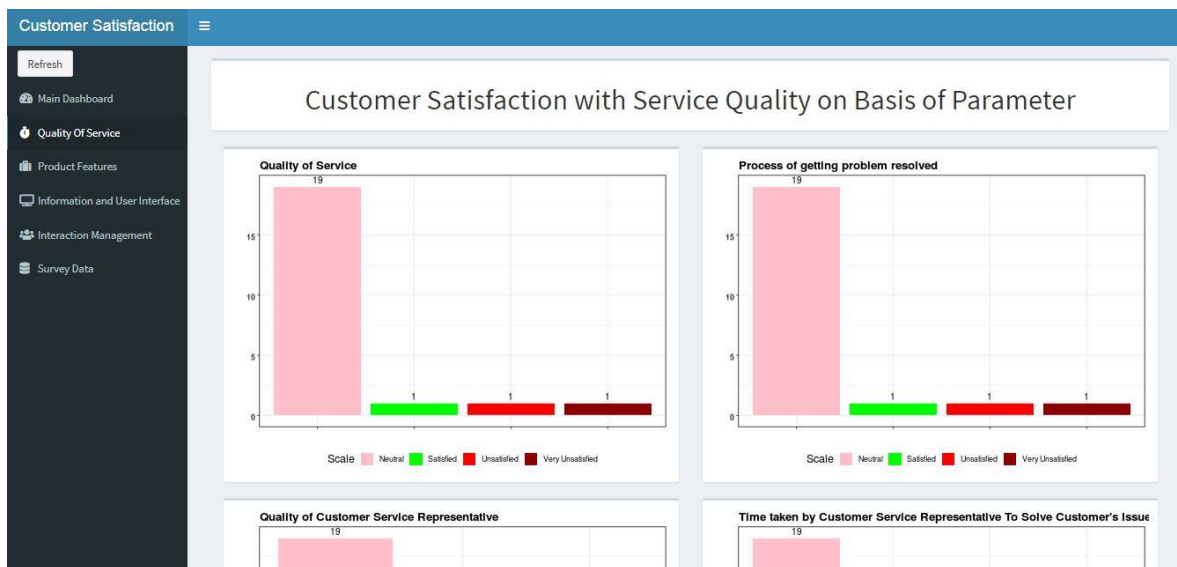 Customer Satisfaction
Refresh
Main Dashboard
Quality Of Service
Product Features
Information and User Interface
Interaction Management
Survey Data
Customer Satisfaction with Service Quality on Basis of Parameter
Quality of Service
19
15
10
5
0
1 1 1
Scale Neutral Satisfied Unsatisfied Very Unsatisfied
Process of getting problem resolved
19
15
10
5
0
1 1 1
Scale Neutral Satisfied Unsatisfied Very Unsatisfied
Quality of Customer Service Representative
19
Time taken by Customer Service Representative To Solve Customer's Issue
19